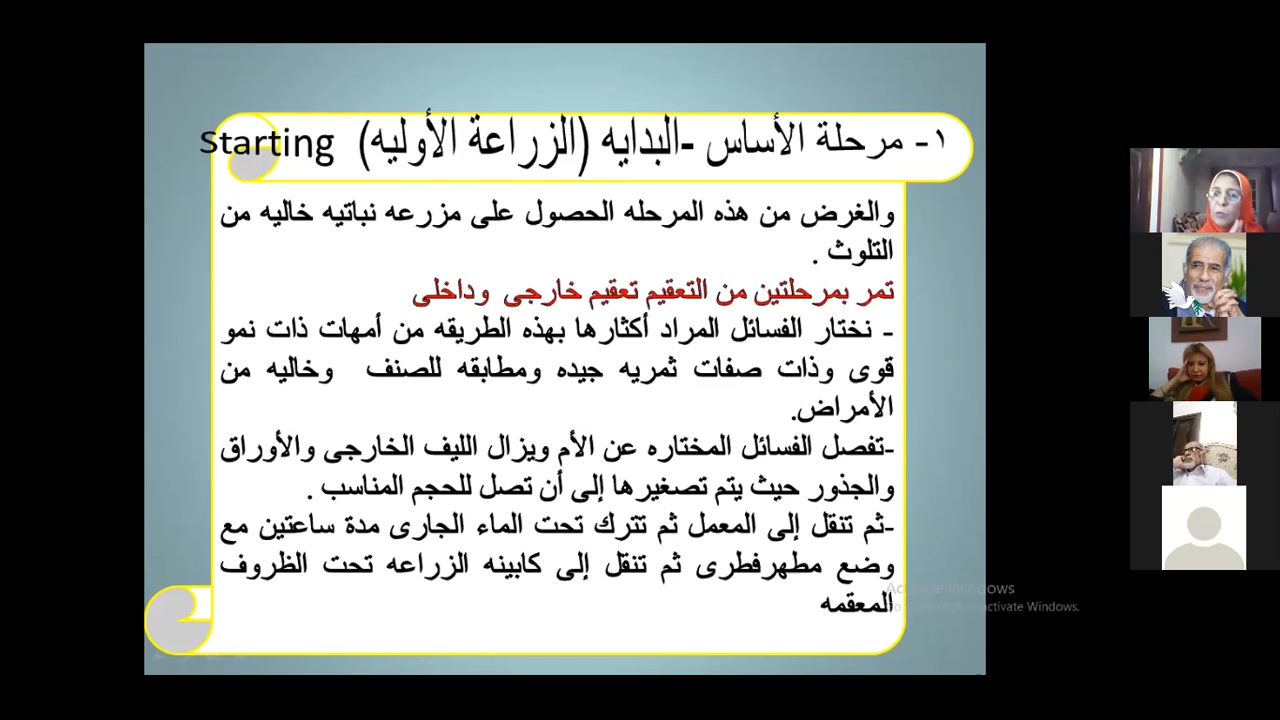 ١- مرحلة الأساس -البدايه (الزراعة الأوليه) Starting
والغرض من هذه المرحله الحصول على مزرعه نباتيه خاليه من
التلوث .
تمر بمرحلتين من التعقيم تعقيم خارجى وداخلى
- نختار الفسائل المراد أكثارها بهذه الطريقه من أمهات ذات نمو
قوى وذات صفات ثمريه جيده ومطابقه للصنف وخاليه من
الأمراض.
-تفصل الفسائل المختاره عن الأم ويزال الليف الخارجى والأوراق
والجذور حيث يتم تصغيرها إلى أن تصل للحجم المناسب .
-ثم تنقل إلى المعمل ثم تترك تحت الماء الجارى مدة ساعتين مع
وضع مطهرفطرى ثم تنقل إلى كابينه الزراعه تحت الظروف
المعقمه
Activate Windows
activate Windows.